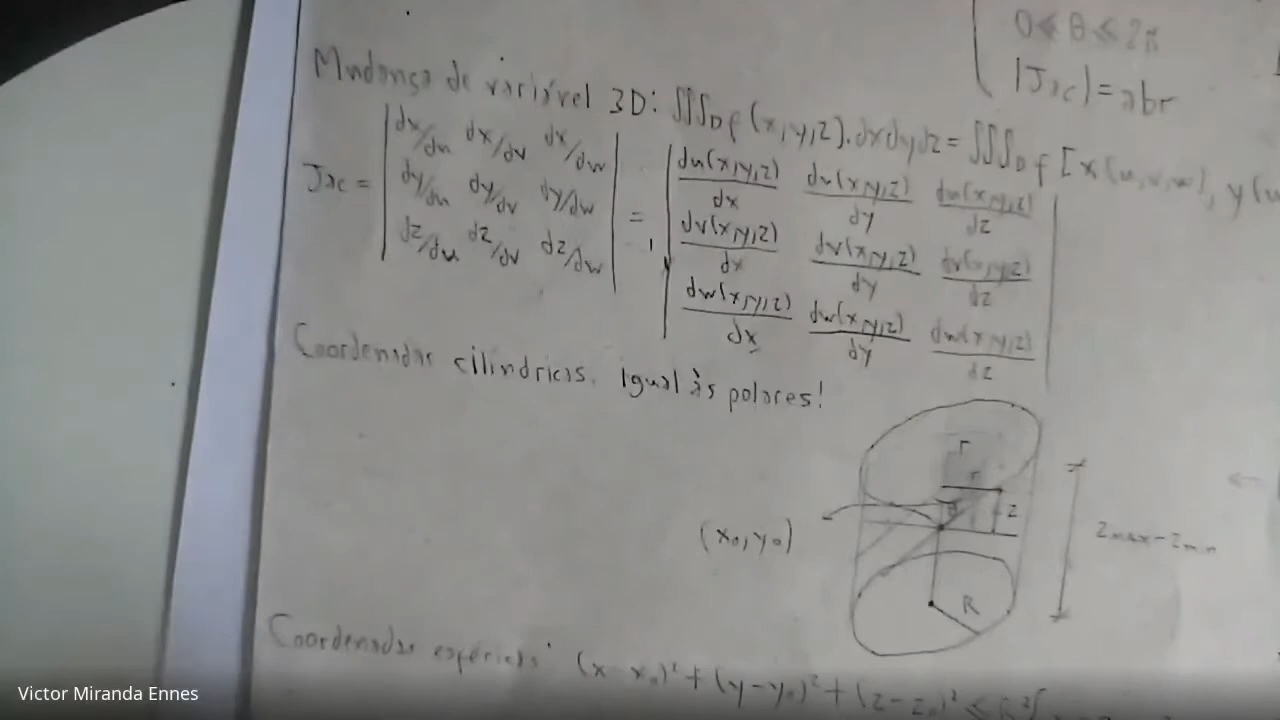 0 ≤ θ ≤ 2π
|Jac| = abr
Mudança de variável 3D: ∫∫∫D f(x,y,z).dxdydz = ∫∫∫D f [x(u,v,w), y(u
Jac = | dx/du dx/dv dx/dw | = | du(x,y,z)/dx du(x,y,z)/dy du(x,y,z)/dz |
| dy/du dy/dv dy/dw | | dv(x,y,z)/dx dv(x,y,z)/dy dv(x,y,z)/dz |
| dz/du dz/dv dz/dw | | dw(x,y,z)/dx dw(x,y,z)/dy dw(x,y,z)/dz |
Coordenadas cilíndricas. Igual às polares!
r
r
θ z
(x₀,y₀)
zmax-zmin
R
Coordenadas esféricas: (x-x₀)² + (y-y₀)² + (z-z₀)² ≤ R²
Victor Miranda Ennes